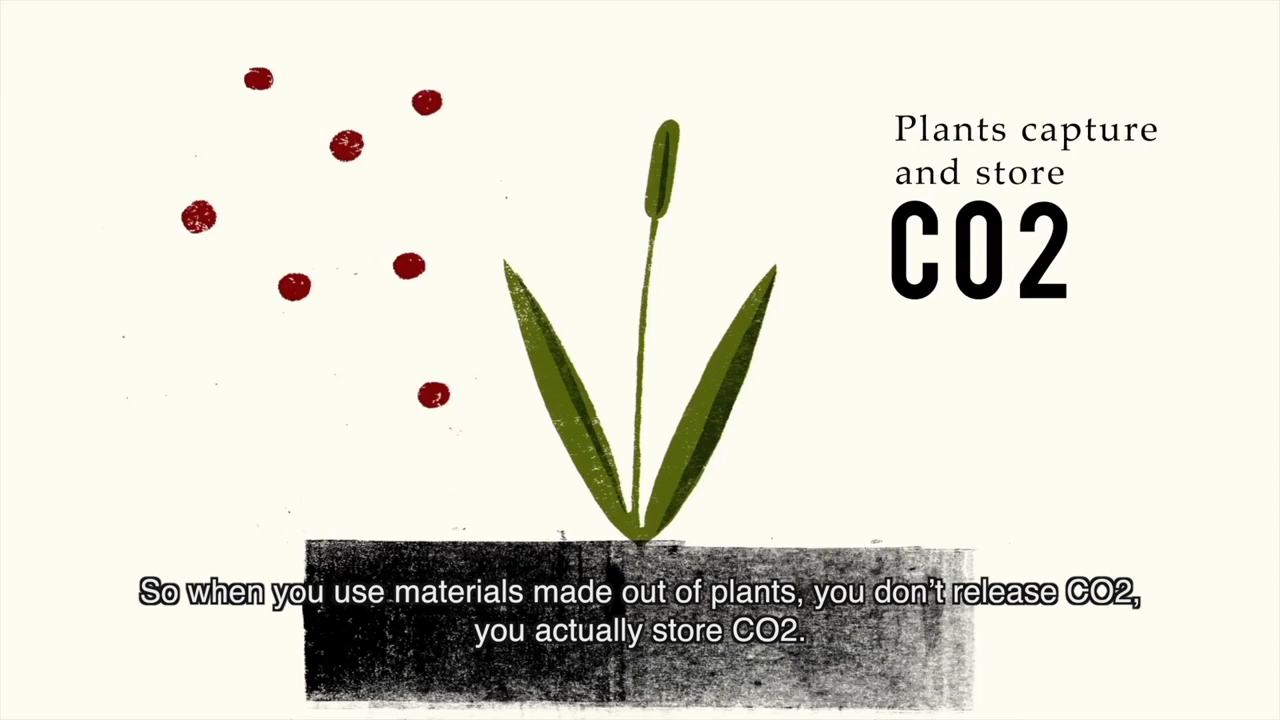 Plants capture
and store
CO2
So when you use materials made out of plants, you don't release CO2,
you actually store CO2.